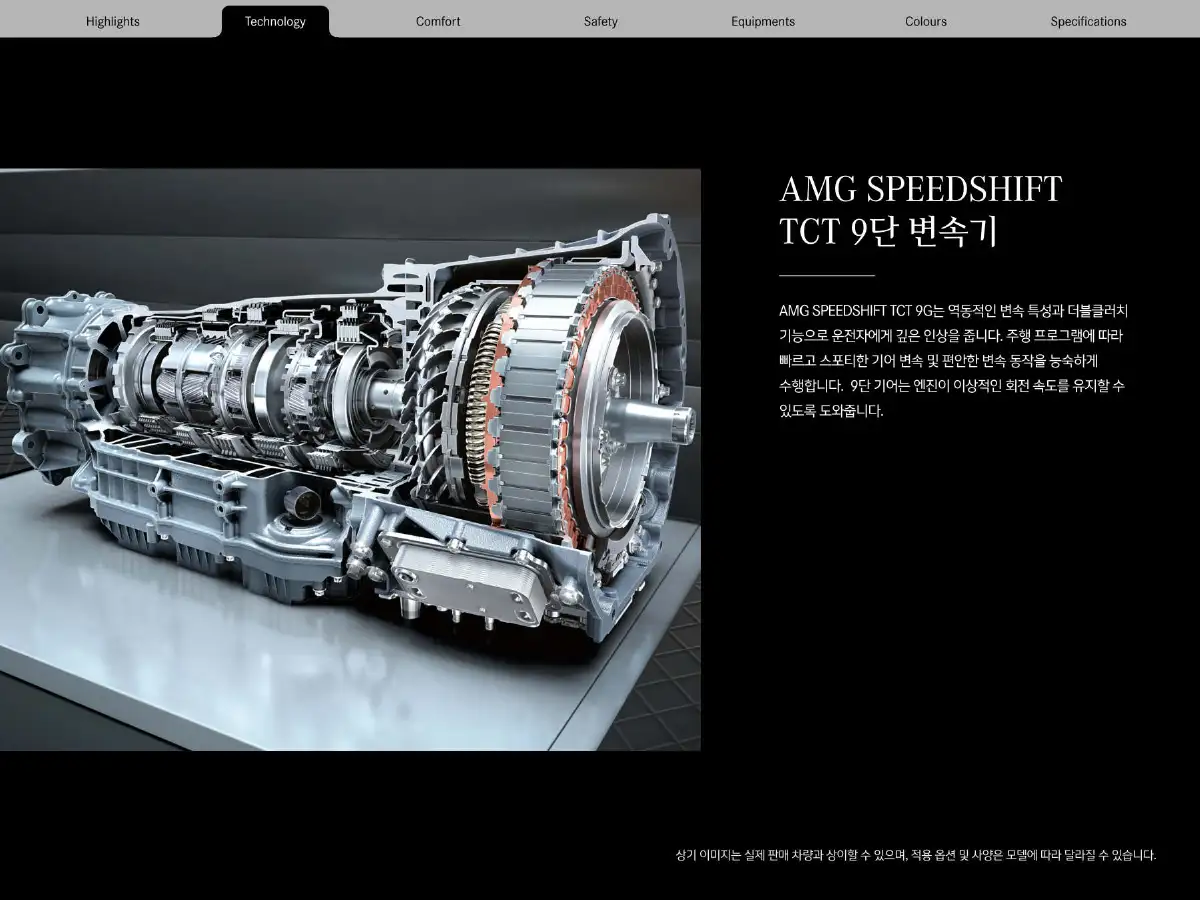 Highlights Technology Comfort Safety Equipments Colours Specifications
AMG SPEEDSHIFT
TCT 9단 변속기
AMG SPEEDSHIFT TCT 9G는 역동적인 변속 특성과 더블클러치
기능으로 운전자에게 깊은 인상을 줍니다. 주행 프로그램에 따라
빠르고 스포티한 기어 변속 및 편안한 변속 동작을 능숙하게
수행합니다. 9단 기어는 엔진이 이상적인 회전 속도를 유지할 수
있도록 도와줍니다.
상기 이미지는 실제 판매 차량과 상이할 수 있으며, 적용 옵션 및 사양은 모델에 따라 달라질 수 있습니다.